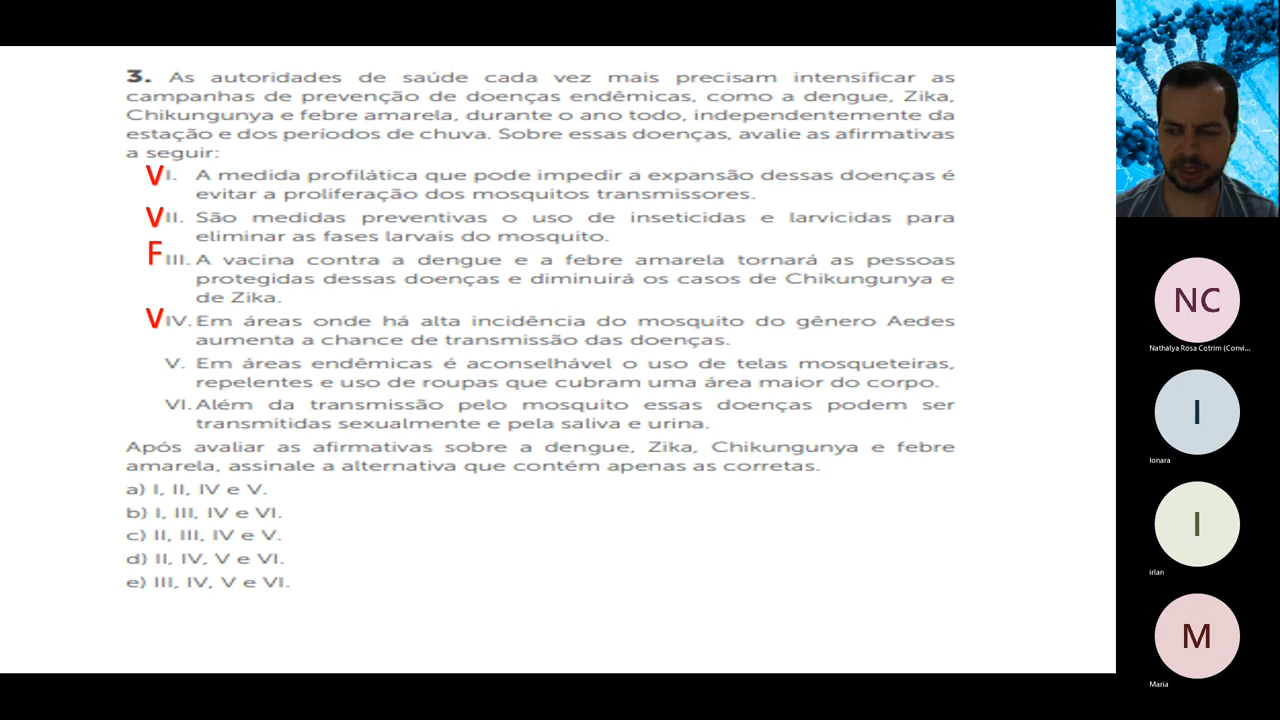 3. As autoridades de saúde cada vez mais precisam intensificar as
campanhas de prevenção de doenças endêmicas, como a dengue, Zika,
Chikungunya e febre amarela, durante o ano todo, independentemente da
estação e dos períodos de chuva. Sobre essas doenças, avalie as afirmativas
a seguir:
V I. A medida profilática que pode impedir a expansão dessas doenças é
evitar a proliferação dos mosquitos transmissores.
V II. São medidas preventivas o uso de inseticidas e larvicidas para
eliminar as fases larvais do mosquito.
F III. A vacina contra a dengue e a febre amarela tornará as pessoas
protegidas dessas doenças e diminuirá os casos de Chikungunya e
de Zika.
V IV. Em áreas onde há alta incidência do mosquito do gênero Aedes
aumenta a chance de transmissão das doenças.
V. Em áreas endêmicas é aconselhável o uso de telas mosqueteiras,
repelentes e uso de roupas que cubram uma área maior do corpo.
VI. Além da transmissão pelo mosquito essas doenças podem ser
transmitidas sexualmente e pela saliva e urina.
Após avaliar as afirmativas sobre a dengue, Zika, Chikungunya e febre
amarela, assinale a alternativa que contém apenas as corretas.
a) I, II, IV e V.
b) I, III, IV e VI.
c) II, III, IV e V.
d) II, IV, V e VI.
e) III, IV, V e VI.
NC
Nathalya Rosa Cotrim (Convi...
I
Ionara
I
irlan
M
Maria